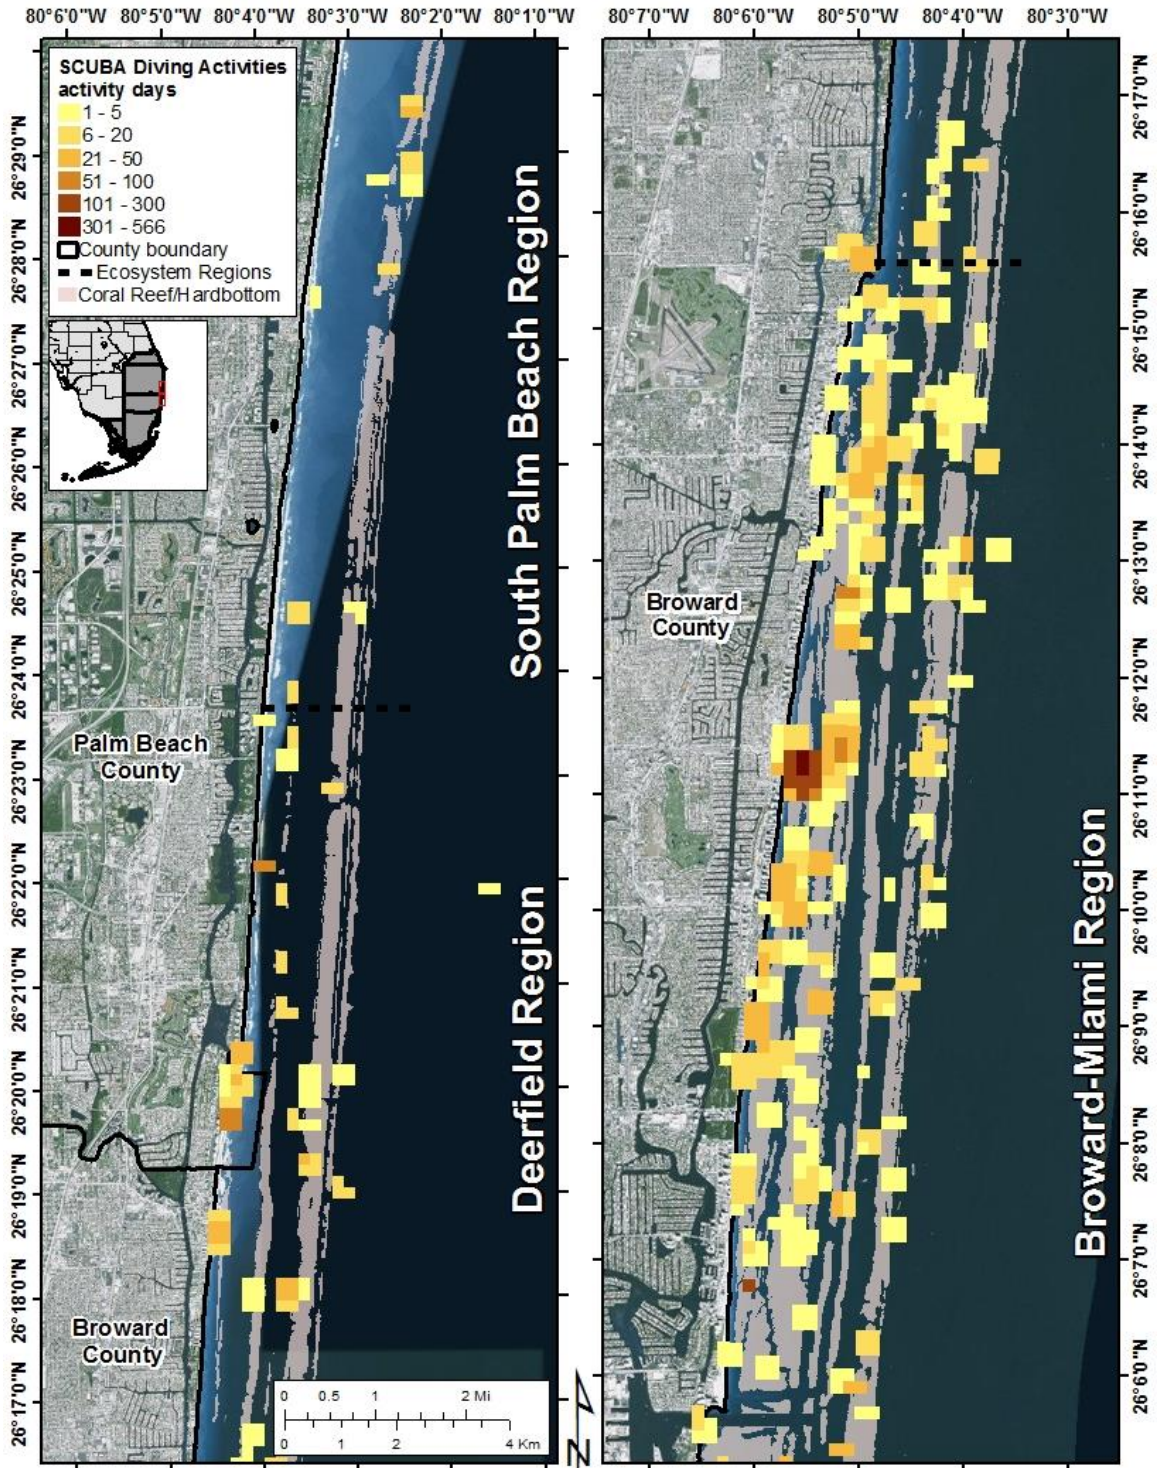 80°6'0"W 80°5'0"W 80°4'0"W 80°3'0"W 80°2'0"W
80°7'0"W 80°6'0"W 80°5'0"W 80°4'0"W 80°3'0"W
SCUBA Diving Activities
activity days
1 - 5
6 - 20
21 - 50
51 - 100
101 - 300
301 - 566
County boundary
Ecosystem Regions
Coral Reef/Hardbottom
26°29'0"N
26°28'0"N
26°27'0"N
26°26'0"N
26°25'0"N
26°24'0"N
26°23'0"N
26°22'0"N
26°21'0"N
26°20'0"N
26°19'0"N
26°18'0"N
26°17'0"N
South Palm Beach Region
Palm Beach
County
Deerfield Region
Broward
County
0 0.5 1 2 Mi
0 1 2 4 Km
N
Broward
County
Broward-Miami Region
26°17'0"N
26°16'0"N
26°15'0"N
26°14'0"N
26°13'0"N
26°12'0"N
26°11'0"N
26°10'0"N
26°9'0"N
26°8'0"N
26°7'0"N
26°6'0"N